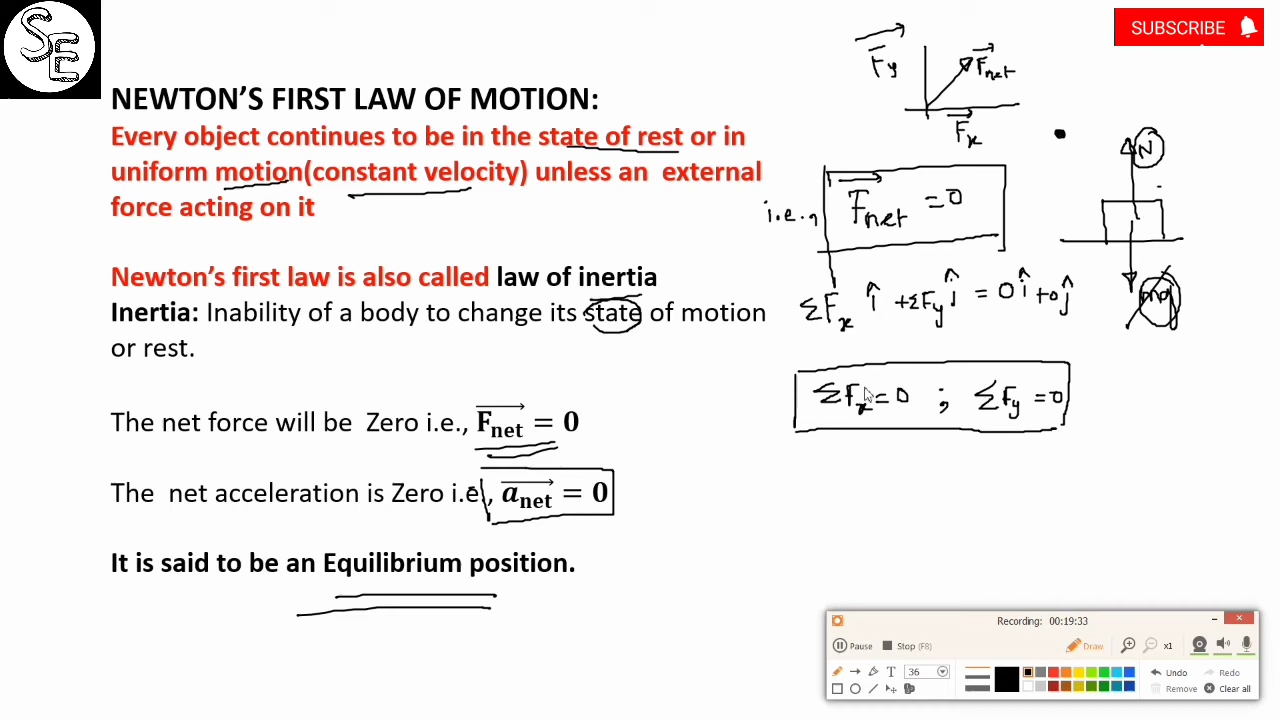 SE
SUBSCRIBE
NEWTON'S FIRST LAW OF MOTION:
Every object continues to be in the state of rest or in
uniform motion(constant velocity) unless an external
force acting on it
Newton's first law is also called law of inertia
Inertia: Inability of a body to change its state of motion
or rest.
The net force will be Zero i.e., F⃗net = 0
The net acceleration is Zero i.e., a⃗net = 0
It is said to be an Equilibrium position.
F⃗y
F⃗net
F⃗x
i.e., F⃗net = 0
ΣFx î + ΣFy ĵ = 0î + 0ĵ
ΣFx = 0 ; ΣFy = 0
N
mg
Recording: 00:19:33
Pause Stop (F8) Draw x1
T 36 Undo Redo
Remove Clear all